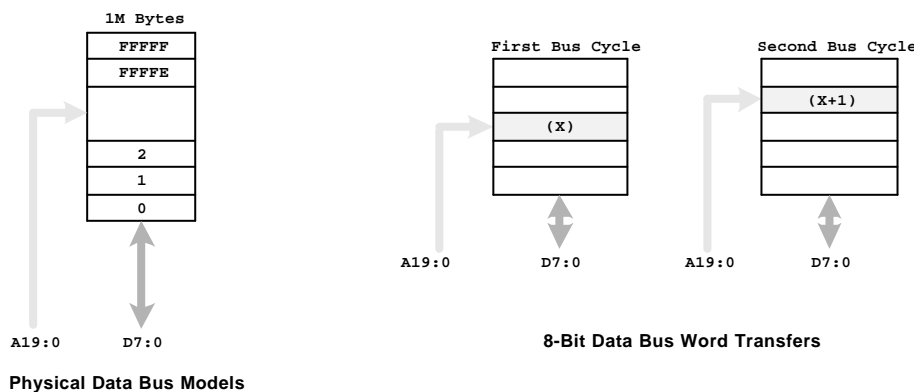 1M Bytes
FFFFF
FFFFE
2
1
0
A19:0 D7:0
Physical Data Bus Models
First Bus Cycle
(X)
A19:0 D7:0
Second Bus Cycle
(X+1)
A19:0 D7:0
8-Bit Data Bus Word Transfers